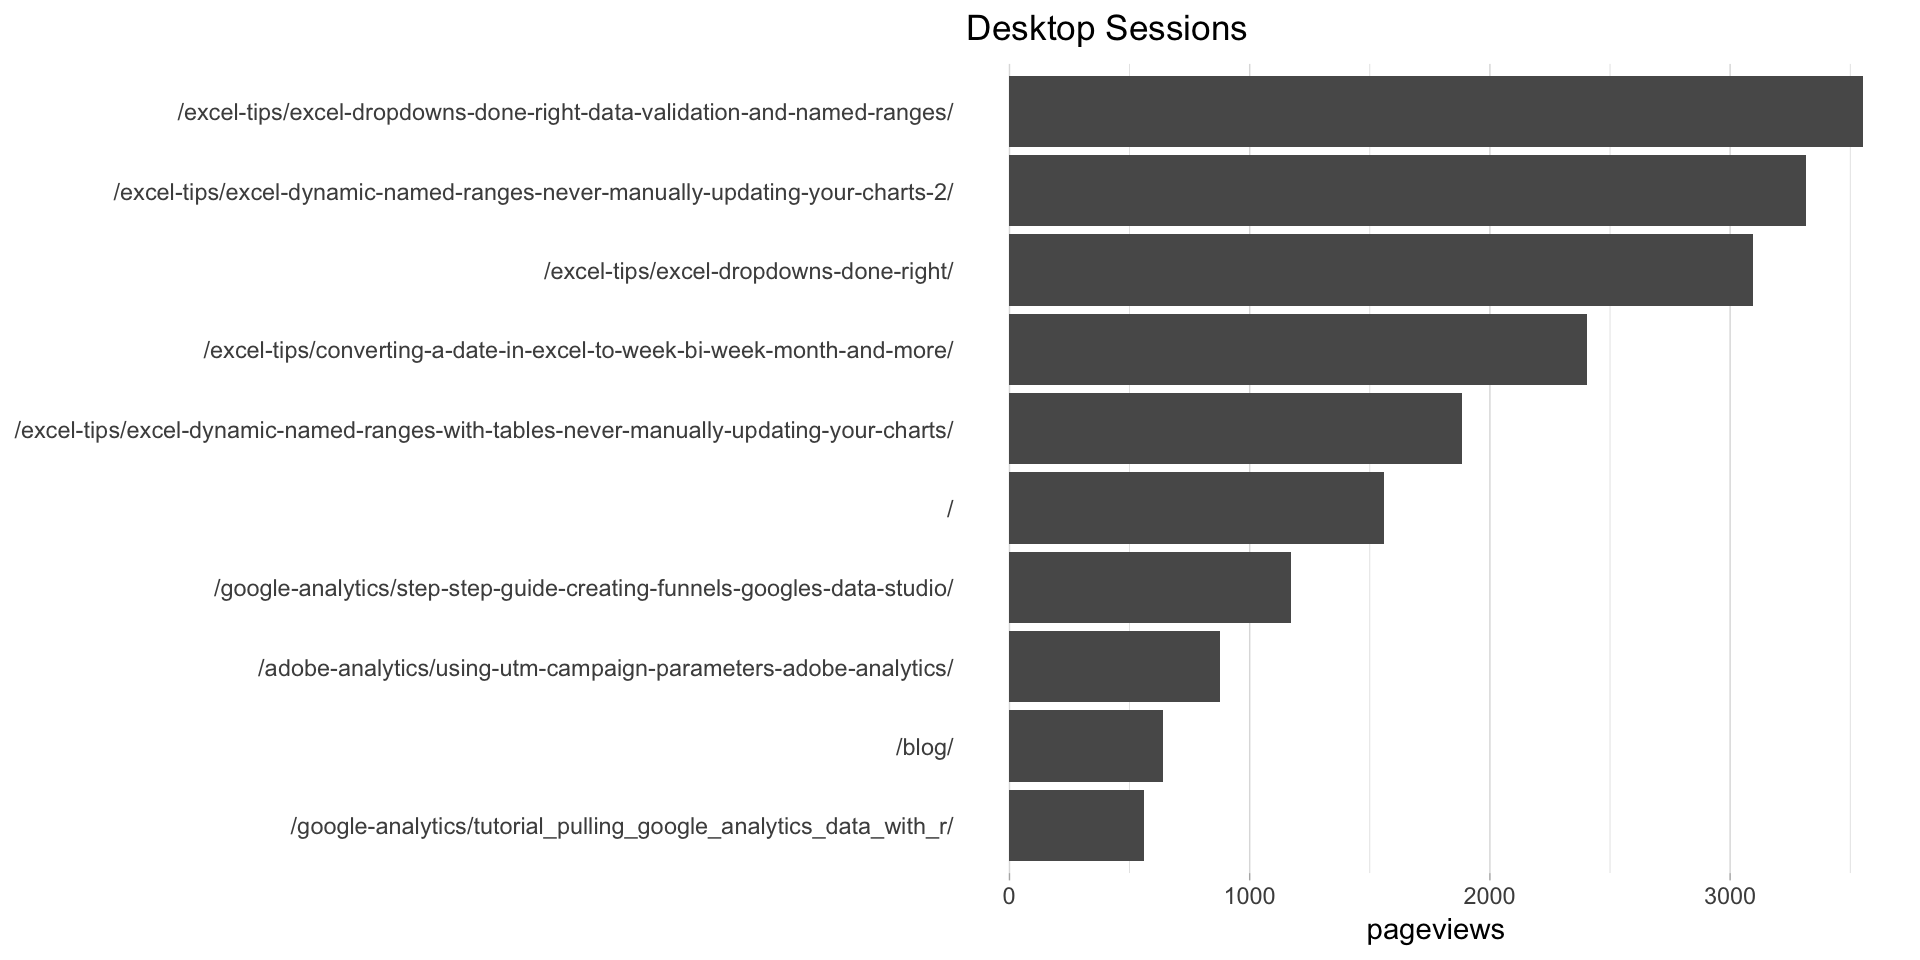 Desktop Sessions
/excel-tips/excel-dropdowns-done-right-data-validation-and-named-ranges/
/excel-tips/excel-dynamic-named-ranges-never-manually-updating-your-charts-2/
/excel-tips/excel-dropdowns-done-right/
/excel-tips/converting-a-date-in-excel-to-week-bi-week-month-and-more/
/excel-tips/excel-dynamic-named-ranges-with-tables-never-manually-updating-your-charts/
/
/google-analytics/step-step-guide-creating-funnels-googles-data-studio/
/adobe-analytics/using-utm-campaign-parameters-adobe-analytics/
/blog/
/google-analytics/tutorial_pulling_google_analytics_data_with_r/
0 1000 2000 3000
pageviews